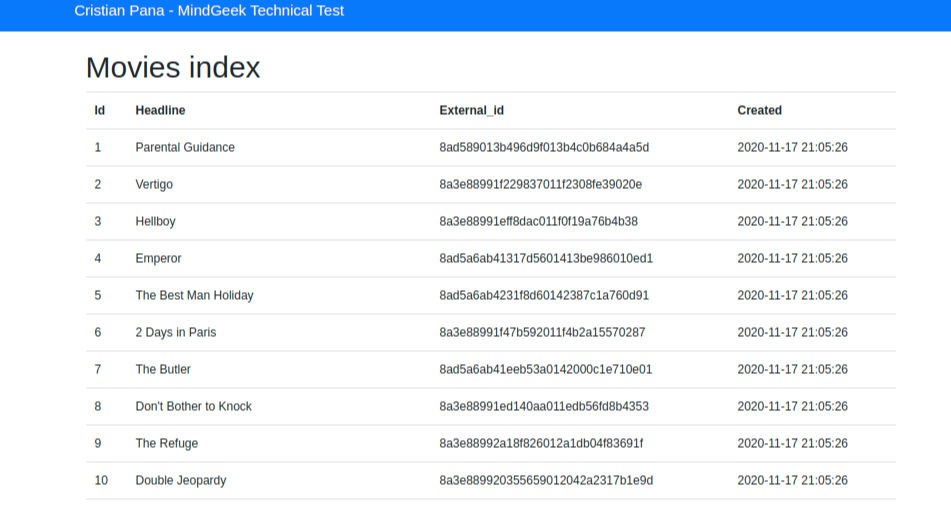 Cristian Pana - MindGeek Technical Test
Movies index
Id Headline External_id Created
1 Parental Guidance 8ad589013b496d9f013b4c0b684a4a5d 2020-11-17 21:05:26
2 Vertigo 8a3e88991f229837011f2308fe39020e 2020-11-17 21:05:26
3 Hellboy 8a3e88991eff8dac011f0f19a76b4b38 2020-11-17 21:05:26
4 Emperor 8ad5a6ab41317d5601413be986010ed1 2020-11-17 21:05:26
5 The Best Man Holiday 8ad5a6ab4231f8d60142387c1a760d91 2020-11-17 21:05:26
6 2 Days in Paris 8a3e88991f47b592011f4b2a15570287 2020-11-17 21:05:26
7 The Butler 8ad5a6ab41eeb53a0142000c1e710e01 2020-11-17 21:05:26
8 Don't Bother to Knock 8a3e88991ed140aa011edb56fd8b4353 2020-11-17 21:05:26
9 The Refuge 8a3e88992a18f826012a1db04f83691f 2020-11-17 21:05:26
10 Double Jeopardy 8a3e889920355659012042a2317b1e9d 2020-11-17 21:05:26